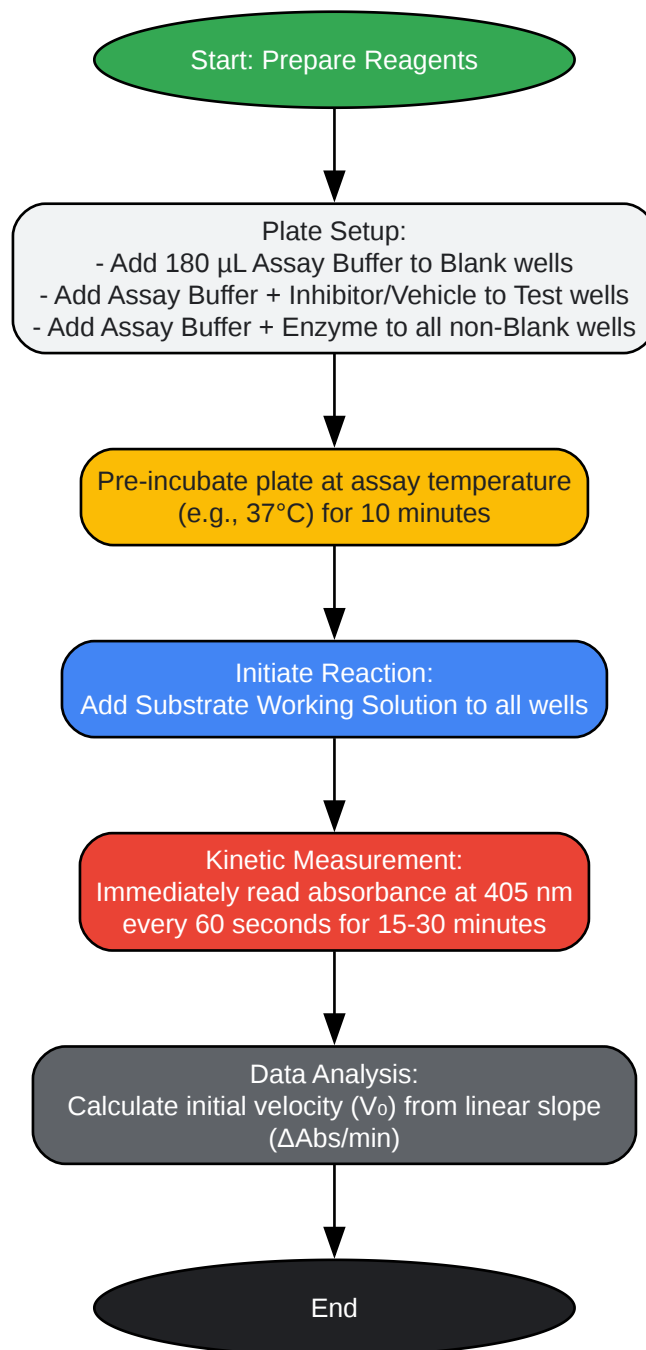 Start: Prepare Reagents
Plate Setup:
- Add 180 µL Assay Buffer to Blank wells
- Add Assay Buffer + Inhibitor/Vehicle to Test wells
- Add Assay Buffer + Enzyme to all non-Blank wells
Pre-incubate plate at assay temperature
(e.g., 37°C) for 10 minutes
Initiate Reaction:
Add Substrate Working Solution to all wells
Kinetic Measurement:
Immediately read absorbance at 405 nm
every 60 seconds for 15-30 minutes
Data Analysis:
Calculate initial velocity (V₀) from linear slope
(ΔAbs/min)
End